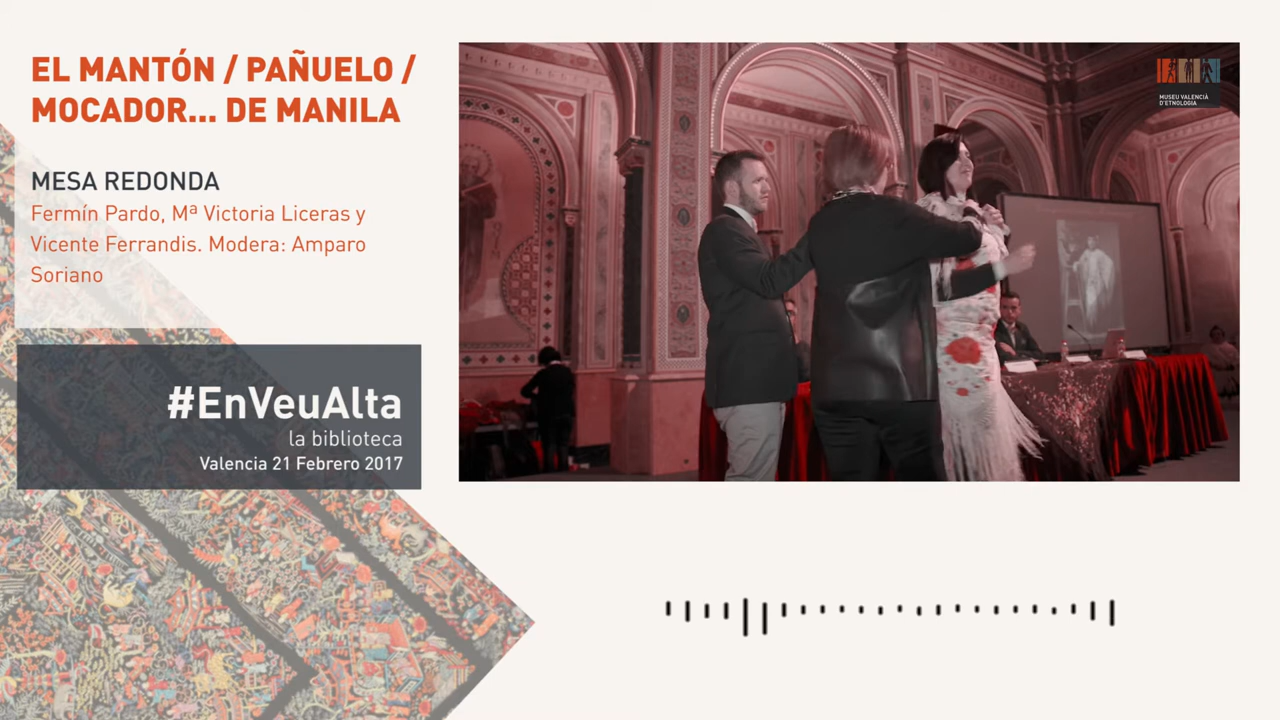 EL MANTÓN / PAÑUELO /
MOCADOR... DE MANILA
MESA REDONDA
Fermín Pardo, Mª Victoria Liceras y
Vicente Ferrandis. Modera: Amparo
Soriano
#EnVeuAlta
la biblioteca
Valencia 21 Febrero 2017
MUSEU VALENCIÀ
D'ETNOLOGIA